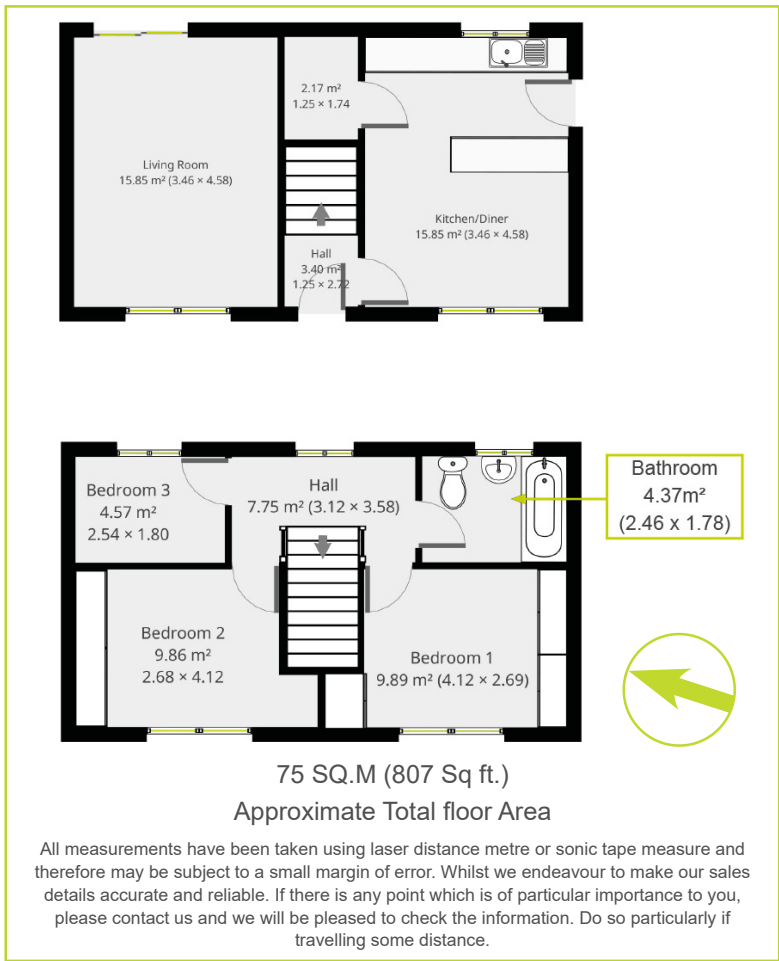 2.17 m²
1.25 × 1.74
Living Room
15.85 m² (3.46 × 4.58)
Kitchen/Diner
15.85 m² (3.46 × 4.58)
Hall
3.40 m²
1.25 × 2.72
Bedroom 3
4.57 m²
2.54 × 1.80
Hall
7.75 m² (3.12 × 3.58)
Bathroom
4.37m²
(2.46 x 1.78)
Bedroom 2
9.86 m²
2.68 × 4.12
Bedroom 1
9.89 m² (4.12 × 2.69)
75 SQ.M (807 Sq ft.)
Approximate Total floor Area
All measurements have been taken using laser distance metre or sonic tape measure and
therefore may be subject to a small margin of error. Whilst we endeavour to make our sales
details accurate and reliable. If there is any point which is of particular importance to you,
please contact us and we will be pleased to check the information. Do so particularly if
travelling some distance.